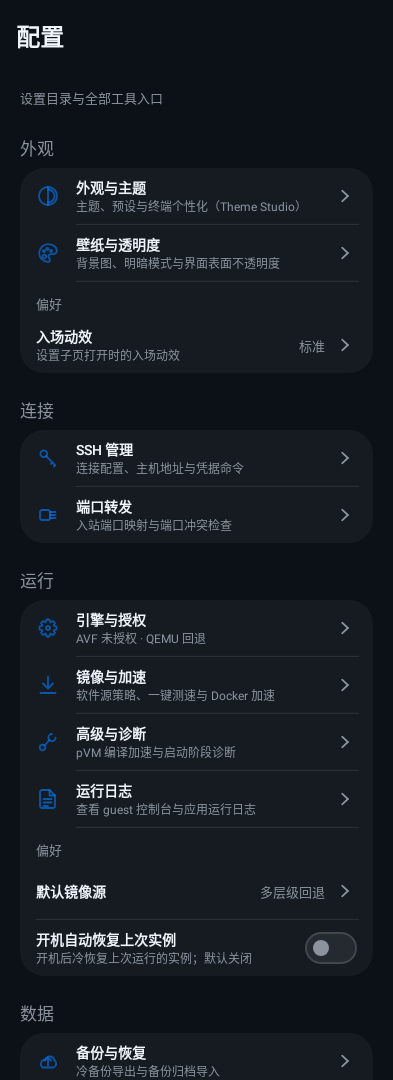 配置
设置目录与全部工具入口
外观
外观与主题
主题、预设与终端个性化（Theme Studio）
壁纸与透明度
背景图、明暗模式与界面表面不透明度
偏好
入场动效
设置子页打开时的入场动效
标准
连接
SSH 管理
连接配置、主机地址与凭据命令
端口转发
入站端口映射与端口冲突检查
运行
引擎与授权
AVF 未授权 · QEMU 回退
镜像与加速
软件源策略、一键测速与 Docker 加速
高级与诊断
pVM 编译加速与启动阶段诊断
运行日志
查看 guest 控制台与应用运行日志
偏好
默认镜像源
多层级回退
开机自动恢复上次实例
开机后冷恢复上次运行的实例；默认关闭
数据
备份与恢复
冷备份导出与备份归档导入